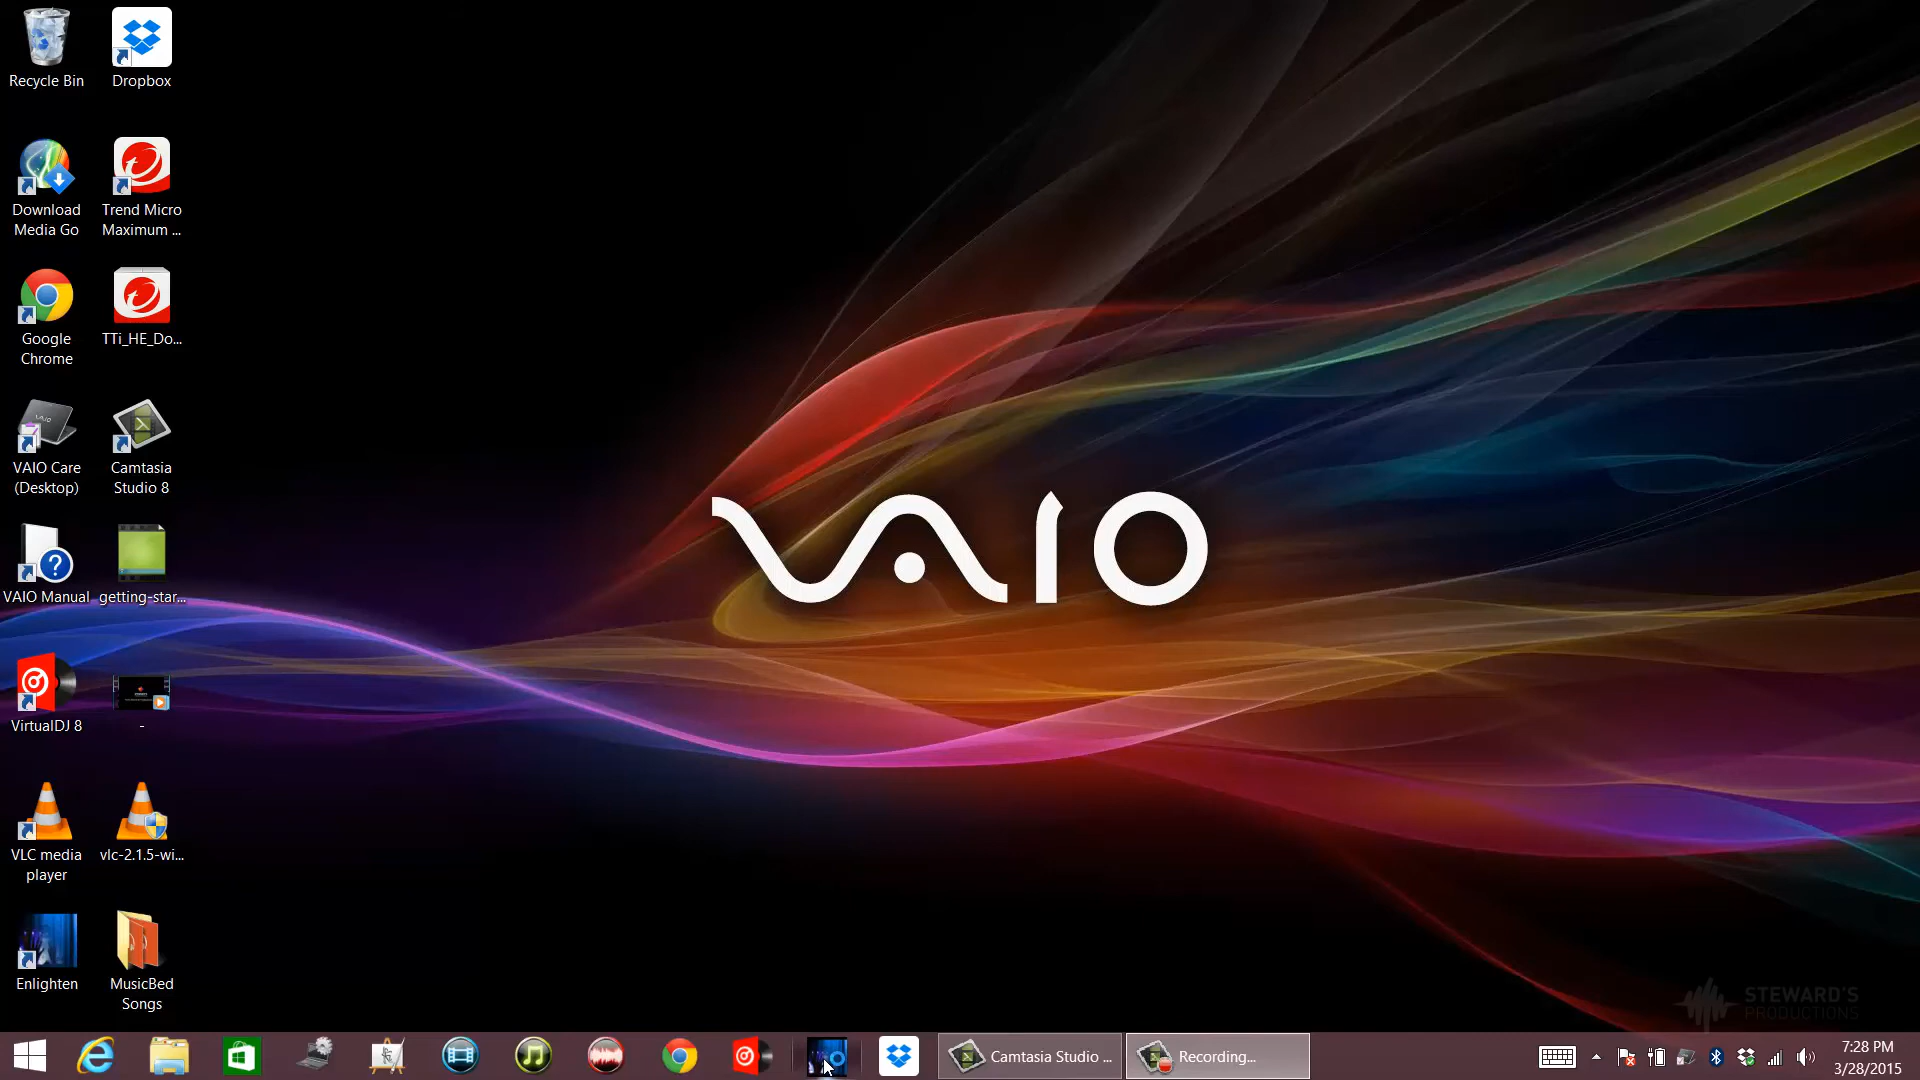 Recycle Bin
Dropbox
Download
Media Go
Trend Micro
Maximum ...
Google
Chrome
TTi_HE_Do...
VAIO
VAIO Care
(Desktop)
Camtasia
Studio 8
VAIO
VAIO Manual
getting-star...
VirtualDJ 8
-
VLC media
player
vlc-2.1.5-wi...
Enlighten
MusicBed
Songs
STEWARD'S
PRODUCTIONS
Camtasia Studio ...
Recording...
7:28 PM
3/28/2015